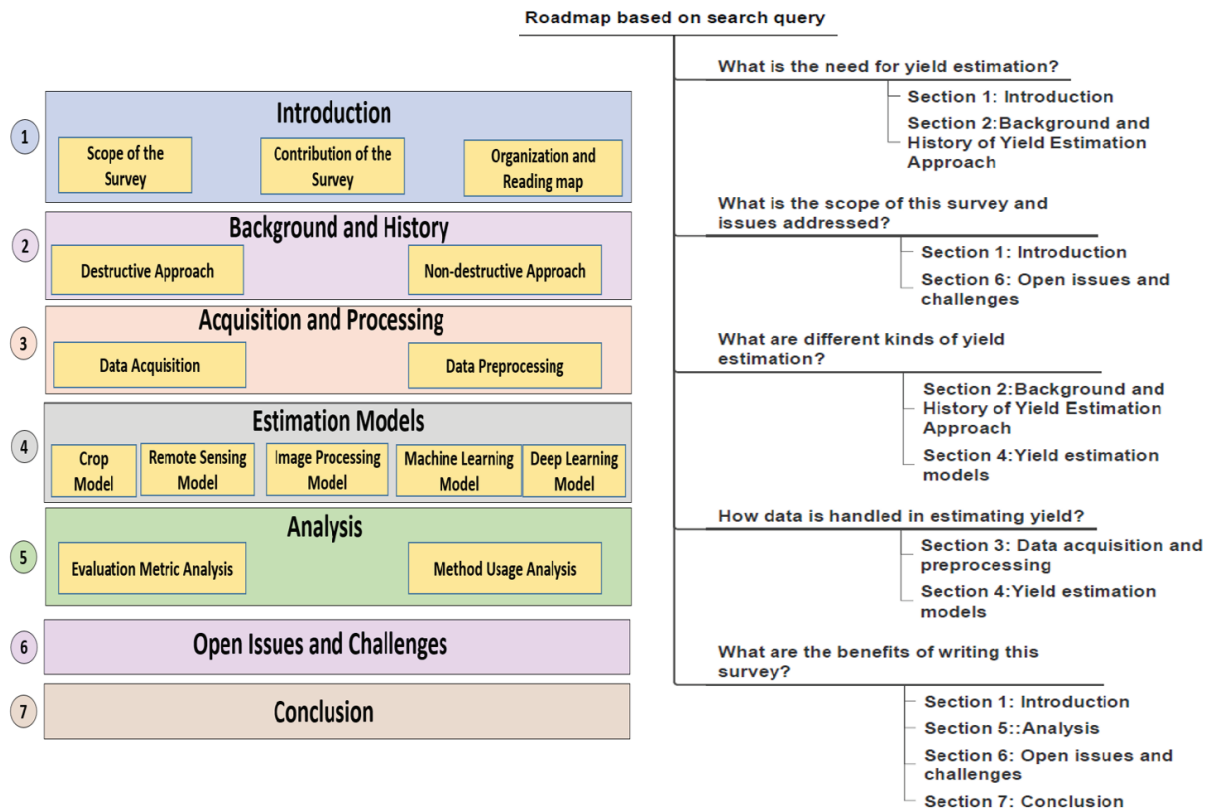 Introduction
1
Scope of the
Survey
Contribution of the
Survey
Organization and
Reading map
Background and History
2
Destructive Approach
Non-destructive Approach
Acquisition and Processing
3
Data Acquisition
Data Preprocessing
Estimation Models
4
Crop
Model
Remote Sensing
Model
Image Processing
Model
Machine Learning
Model
Deep Learning
Model
Analysis
5
Evaluation Metric Analysis
Method Usage Analysis
6
Open Issues and Challenges
7
Conclusion
Roadmap based on search query
What is the need for yield estimation?
Section 1: Introduction
Section 2:Background and
History of Yield Estimation
Approach
What is the scope of this survey and
issues addressed?
Section 1: Introduction
Section 6: Open issues and
challenges
What are different kinds of yield
estimation?
Section 2:Background and
History of Yield Estimation
Approach
Section 4:Yield estimation
models
How data is handled in estimating yield?
Section 3: Data acquisition and
preprocessing
Section 4:Yield estimation
models
What are the benefits of writing this
survey?
Section 1: Introduction
Section 5::Analysis
Section 6: Open issues and
challenges
Section 7: Conclusion